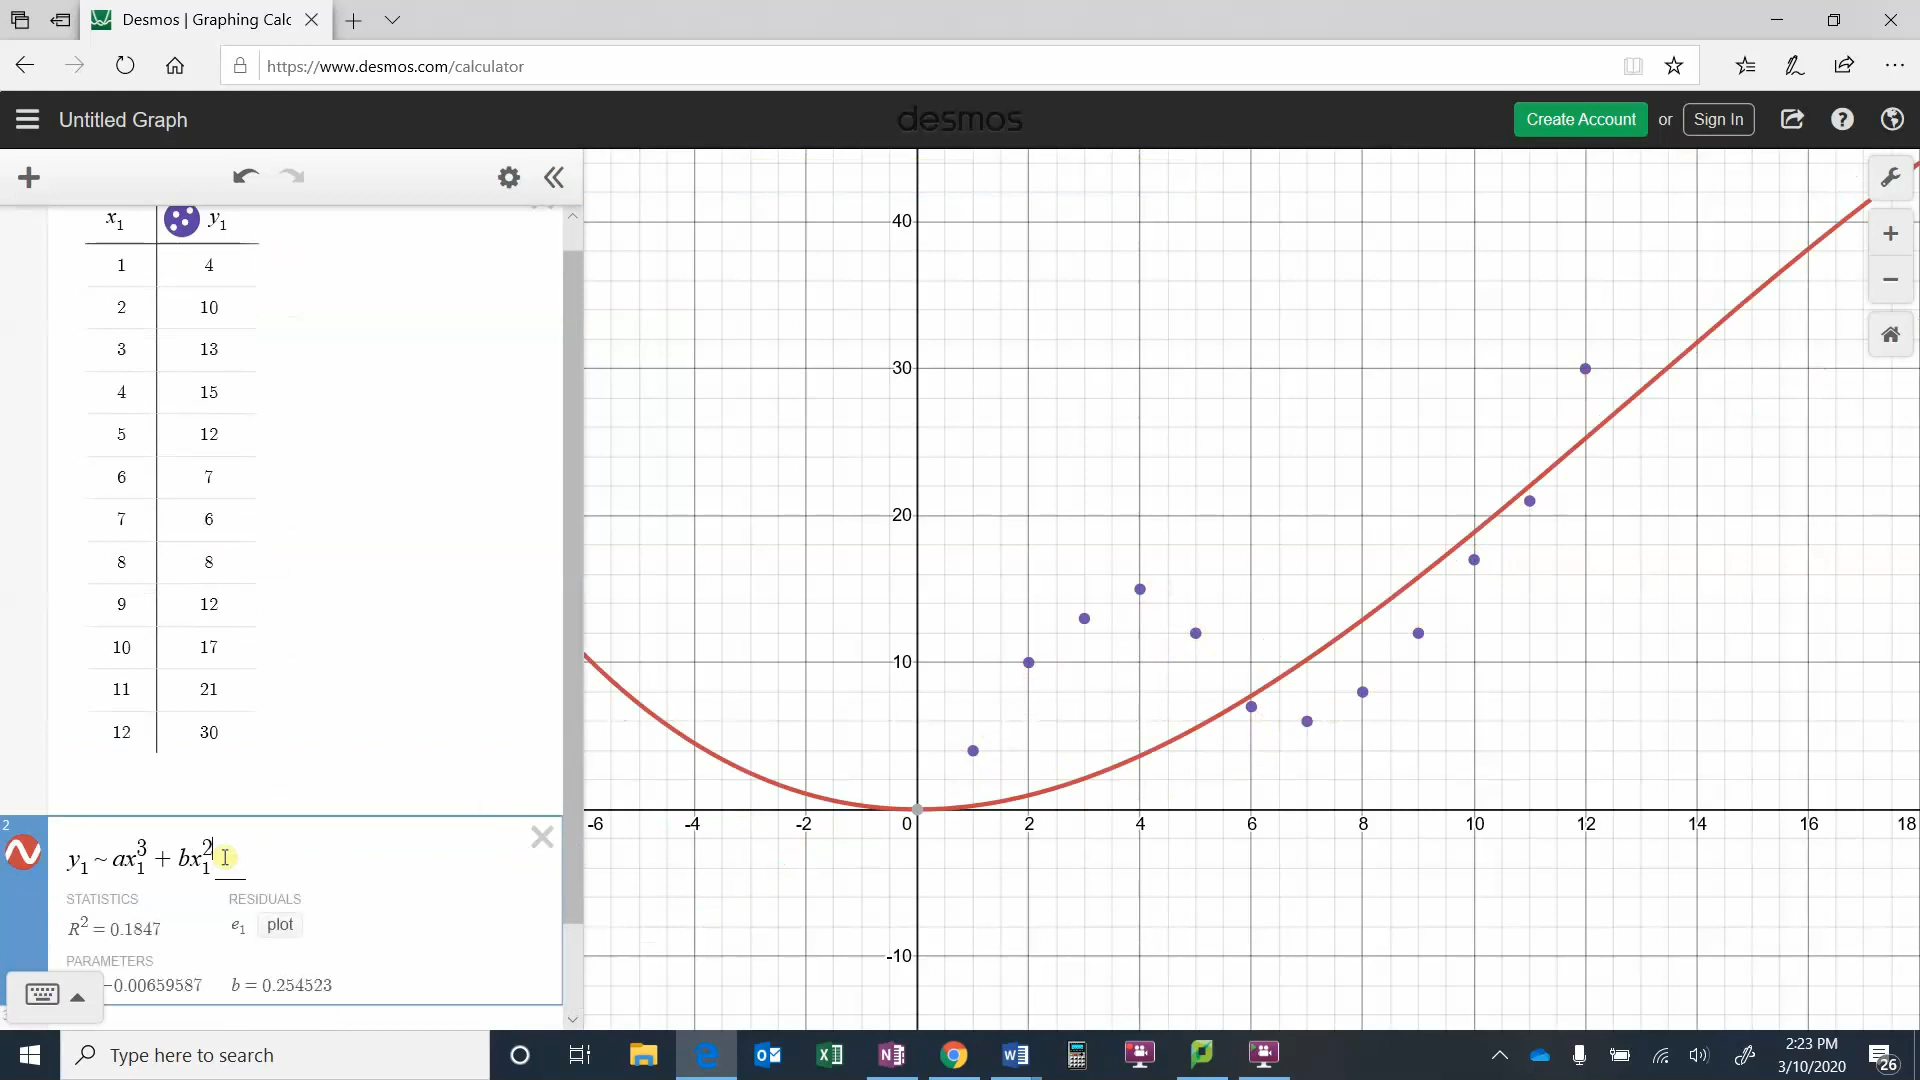 Desmos | Graphing Calc
https://www.desmos.com/calculator
Untitled Graph
desmos
Create Account or Sign In
x₁ y₁
1 4
2 10
3 13
4 15
5 12
6 7
7 6
8 8
9 12
10 17
11 21
12 30
2
y₁ ~ ax₁³ + bx₁²
STATISTICS RESIDUALS
R² = 0.1847 e₁ plot
PARAMETERS
−0.00659587 b = 0.254523
40
30
20
10
-6 -4 -2 0 2 4 6 8 10 12 14 16 18
-10
Type here to search
2:23 PM
3/10/2020
26